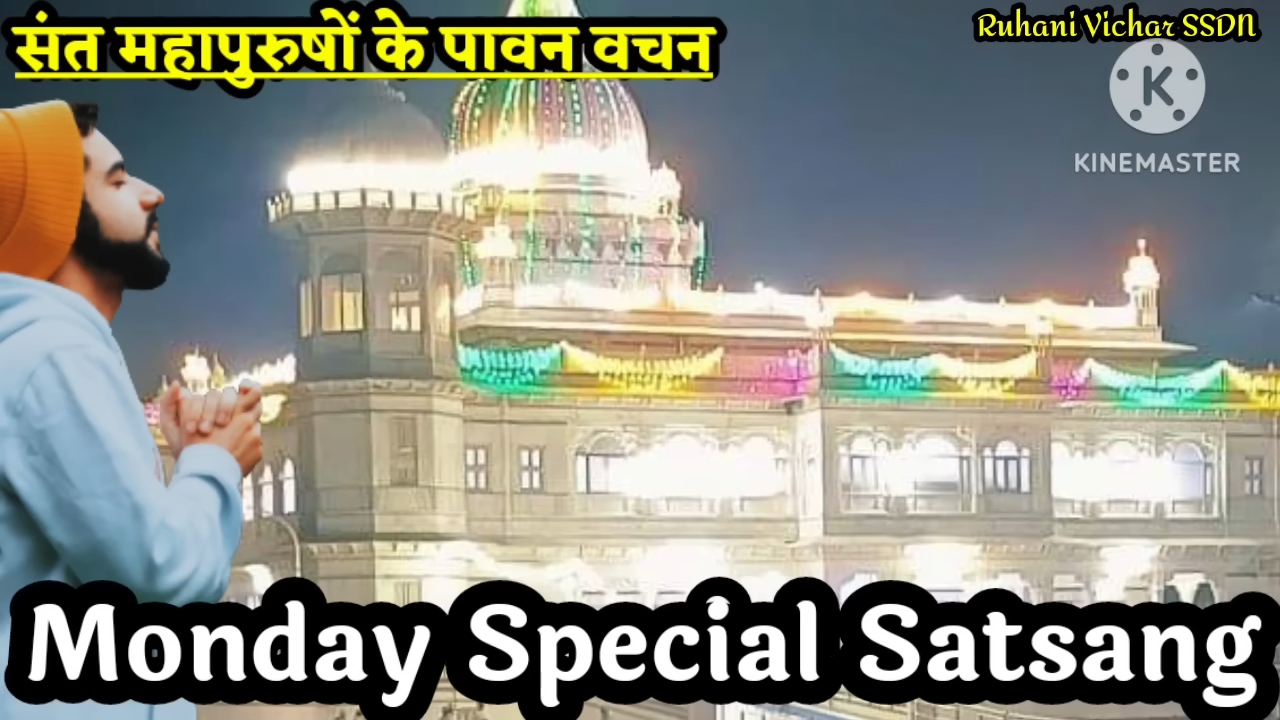 संत महापुरुषों के पावन वचन
Ruhani Vichar SSDN
K
KINEMASTER
Monday Special Satsang